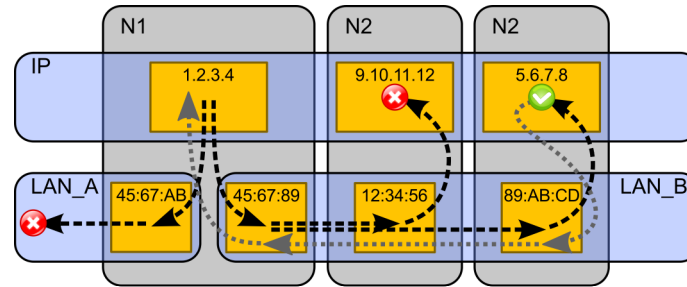 N1
N2
N2
IP
1.2.3.4
9.10.11.12
5.6.7.8
LAN_A
45:67:AB
45:67:89
12:34:56
89:AB:CD
LAN_B